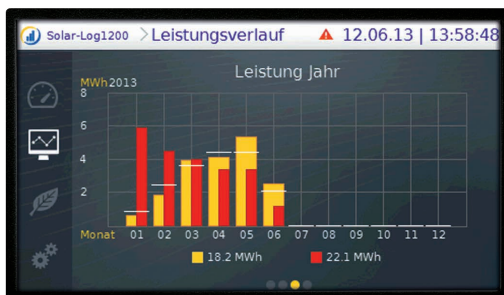 Solar-Log1200 Leistungsverlauf 12.06.13 | 13:58:48
Leistung Jahr
MWh 2013
8
6
4
2
Monat 01 02 03 04 05 06 07 08 09 10 11 12
18.2 MWh 22.1 MWh